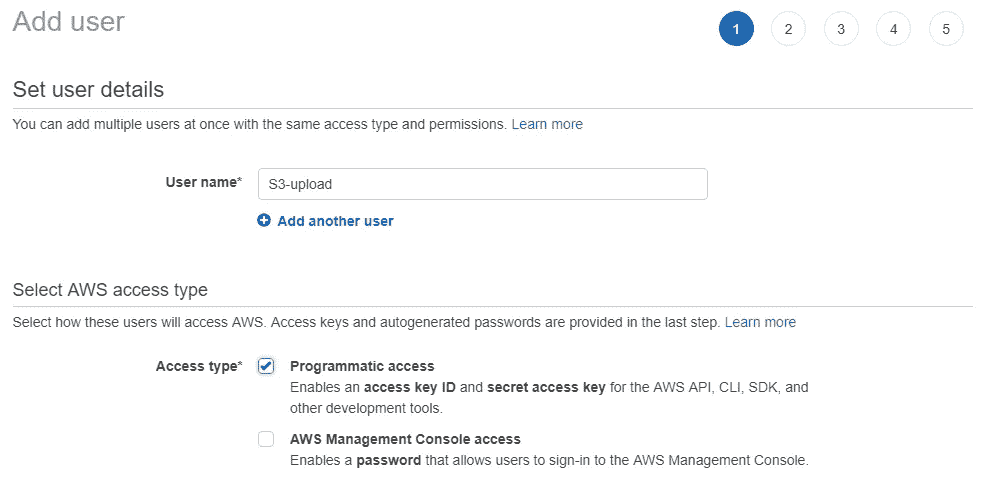 Add user
1 2 3 4 5
Set user details
You can add multiple users at once with the same access type and permissions. Learn more
User name* S3-upload
Add another user
Select AWS access type
Select how these users will access AWS. Access keys and autogenerated passwords are provided in the last step. Learn more
Access type* Programmatic access
Enables an access key ID and secret access key for the AWS API, CLI, SDK, and
other development tools.
AWS Management Console access
Enables a password that allows users to sign-in to the AWS Management Console.